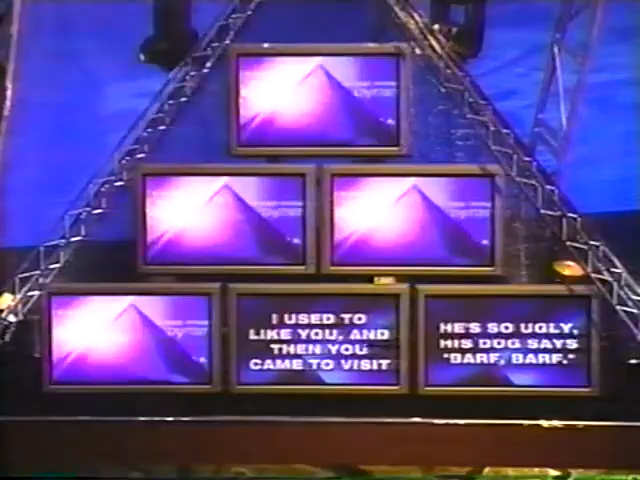 I USED TO
LIKE YOU, AND
THEN YOU
CAME TO VISIT
HE'S SO UGLY,
HIS DOG SAYS
"BARF, BARF."